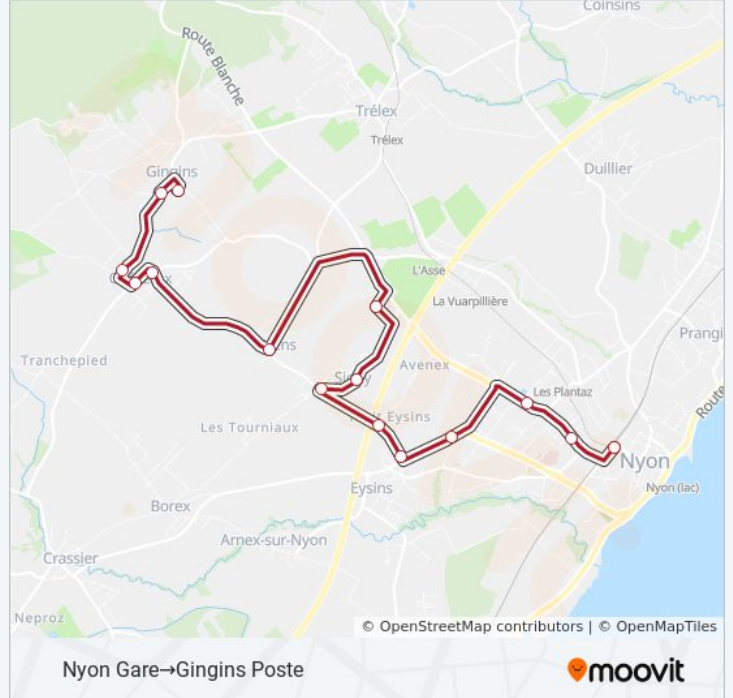 Coinsins
Route Blanche
Trélex
Trélex
Gingins
Duillier
L'Asse
La Vuarpillière
Prangi
Tranchepied
Avenex
Les Plantaz
Route
Eysins
Les Tourniaux
Nyon
Eysins
Nyon (lac)
Borex
Arnex-sur-Nyon
Crassier
Neproz
© OpenStreetMap contributors | © OpenMapTiles
Nyon Gare→Gingins Poste
moovit